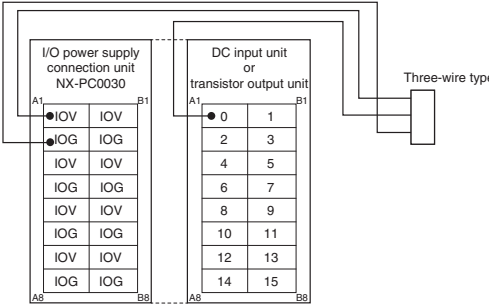 I/O power supply
connection unit
NX-PC0030
DC input unit
or
transistor output unit
Three-wire type
A1 B1
IOV IOV
IOG IOG
IOV IOV
IOG IOG
IOV IOV
IOG IOG
IOV IOV
IOG IOG
A8 B8
A1 B1
0 1
2 3
4 5
6 7
8 9
10 11
12 13
14 15
A8 B8